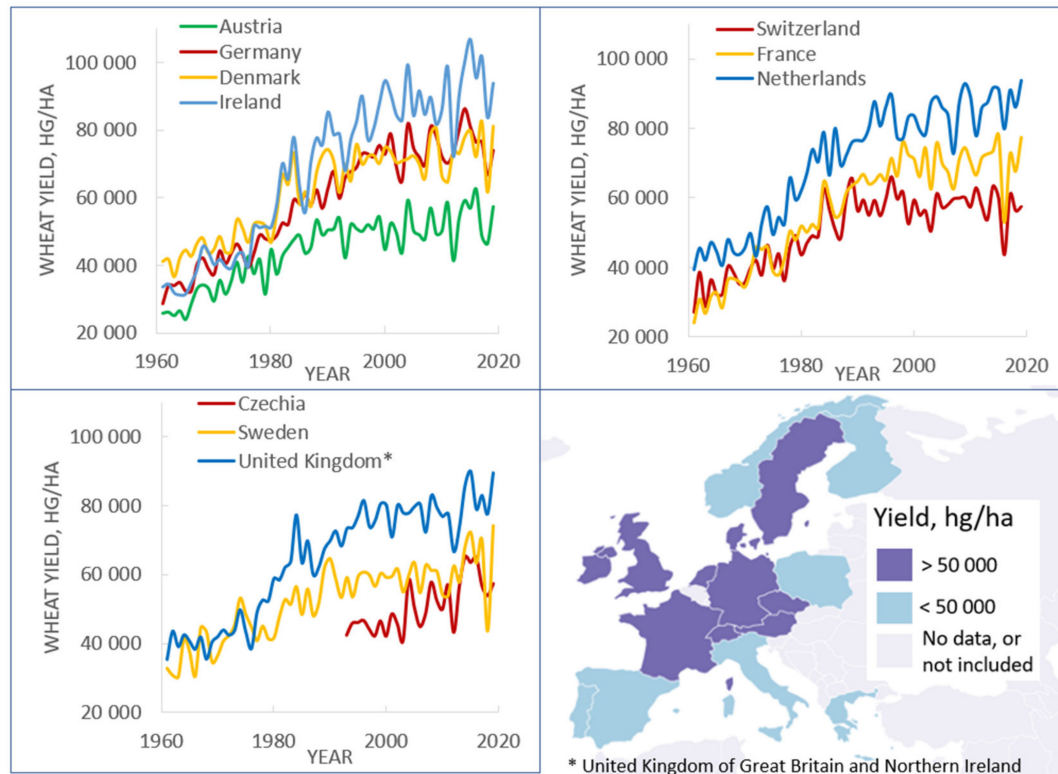 Austria
Germany
Denmark
Ireland
WHEAT YIELD, HG/HA
100 000
80 000
60 000
40 000
20 000
1960
1980
2000
2020
YEAR
Switzerland
France
Netherlands
WHEAT YIELD, HG/HA
100 000
80 000
60 000
40 000
20 000
1960
1980
2000
2020
YEAR
Czechia
Sweden
United Kingdom*
WHEAT YIELD, HG/HA
100 000
80 000
60 000
40 000
20 000
1960
1980
2000
2020
YEAR
Yield, hg/ha
> 50 000
< 50 000
No data, or
not included
* United Kingdom of Great Britain and Northern Ireland